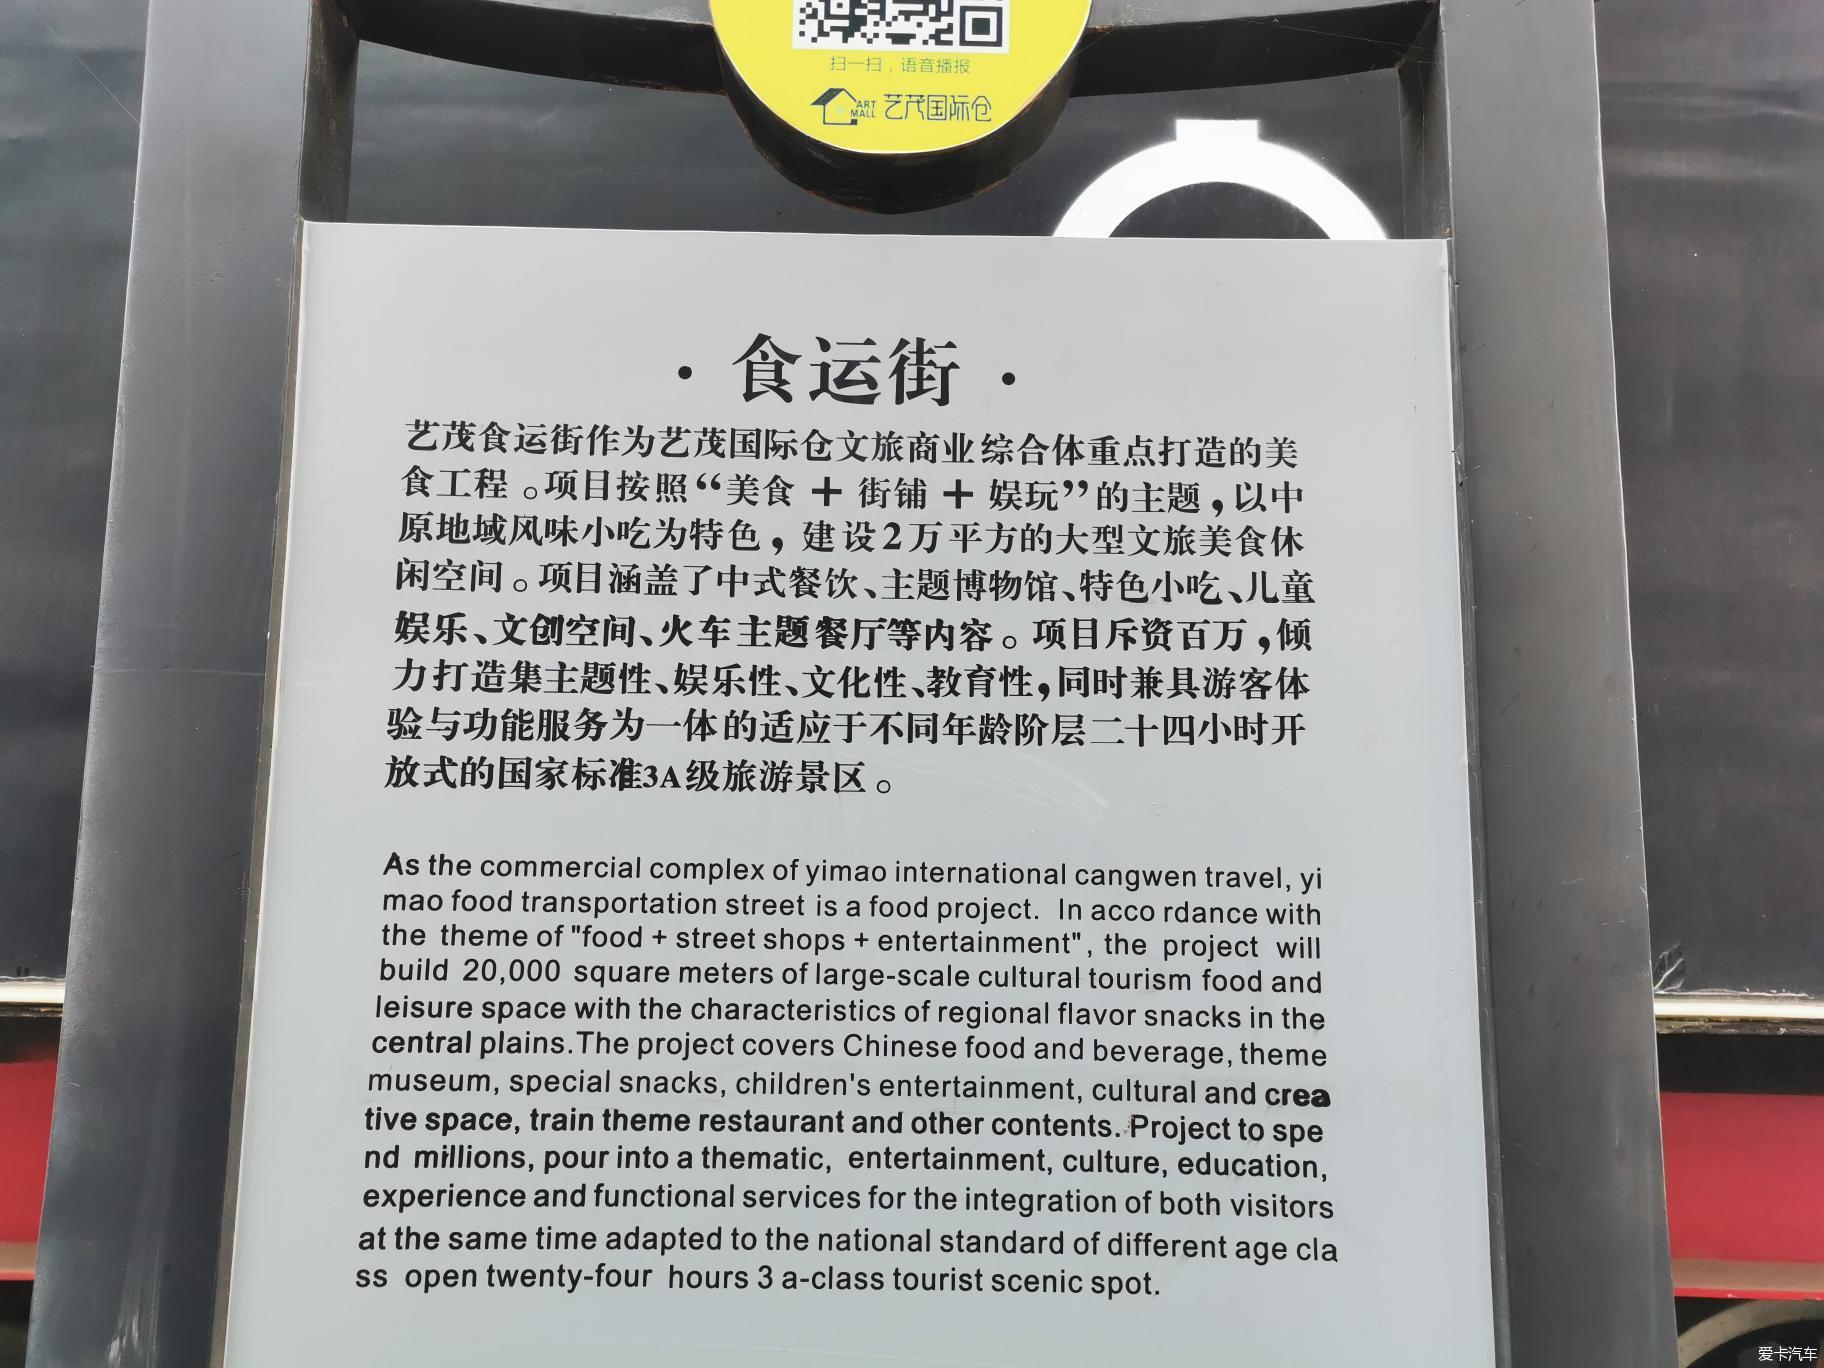 扫一扫，语音播报
ART MALL 艺茂国际仓
· 食运街 ·
艺茂食运街作为艺茂国际仓文旅商业综合体重点打造的美
食工程。项目按照“美食 + 街铺 + 娱玩”的主题，以中
原地域风味小吃为特色，建设2万平方的大型文旅美食休
闲空间。项目涵盖了中式餐饮、主题博物馆、特色小吃、儿童
娱乐、文创空间、火车主题餐厅等内容。项目斥资百万，倾
力打造集主题性、娱乐性、文化性、教育性，同时兼具游客体
验与功能服务为一体的适应于不同年龄阶层二十四小时开
放式的国家标准3A级旅游景区。
As the commercial complex of yimao international cangwen travel, yi
mao food transportation street is a food project. In acco rdance with
the theme of "food + street shops + entertainment", the project will
build 20,000 square meters of large-scale cultural tourism food and
leisure space with the characteristics of regional flavor snacks in the
central plains.The project covers Chinese food and beverage, theme
museum, special snacks, children's entertainment, cultural and crea
tive space, train theme restaurant and other contents. Project to spe
nd millions, pour into a thematic, entertainment, culture, education,
experience and functional services for the integration of both visitors
at the same time adapted to the national standard of different age cla
ss open twenty-four hours 3 a-class tourist scenic spot.
爱卡汽车